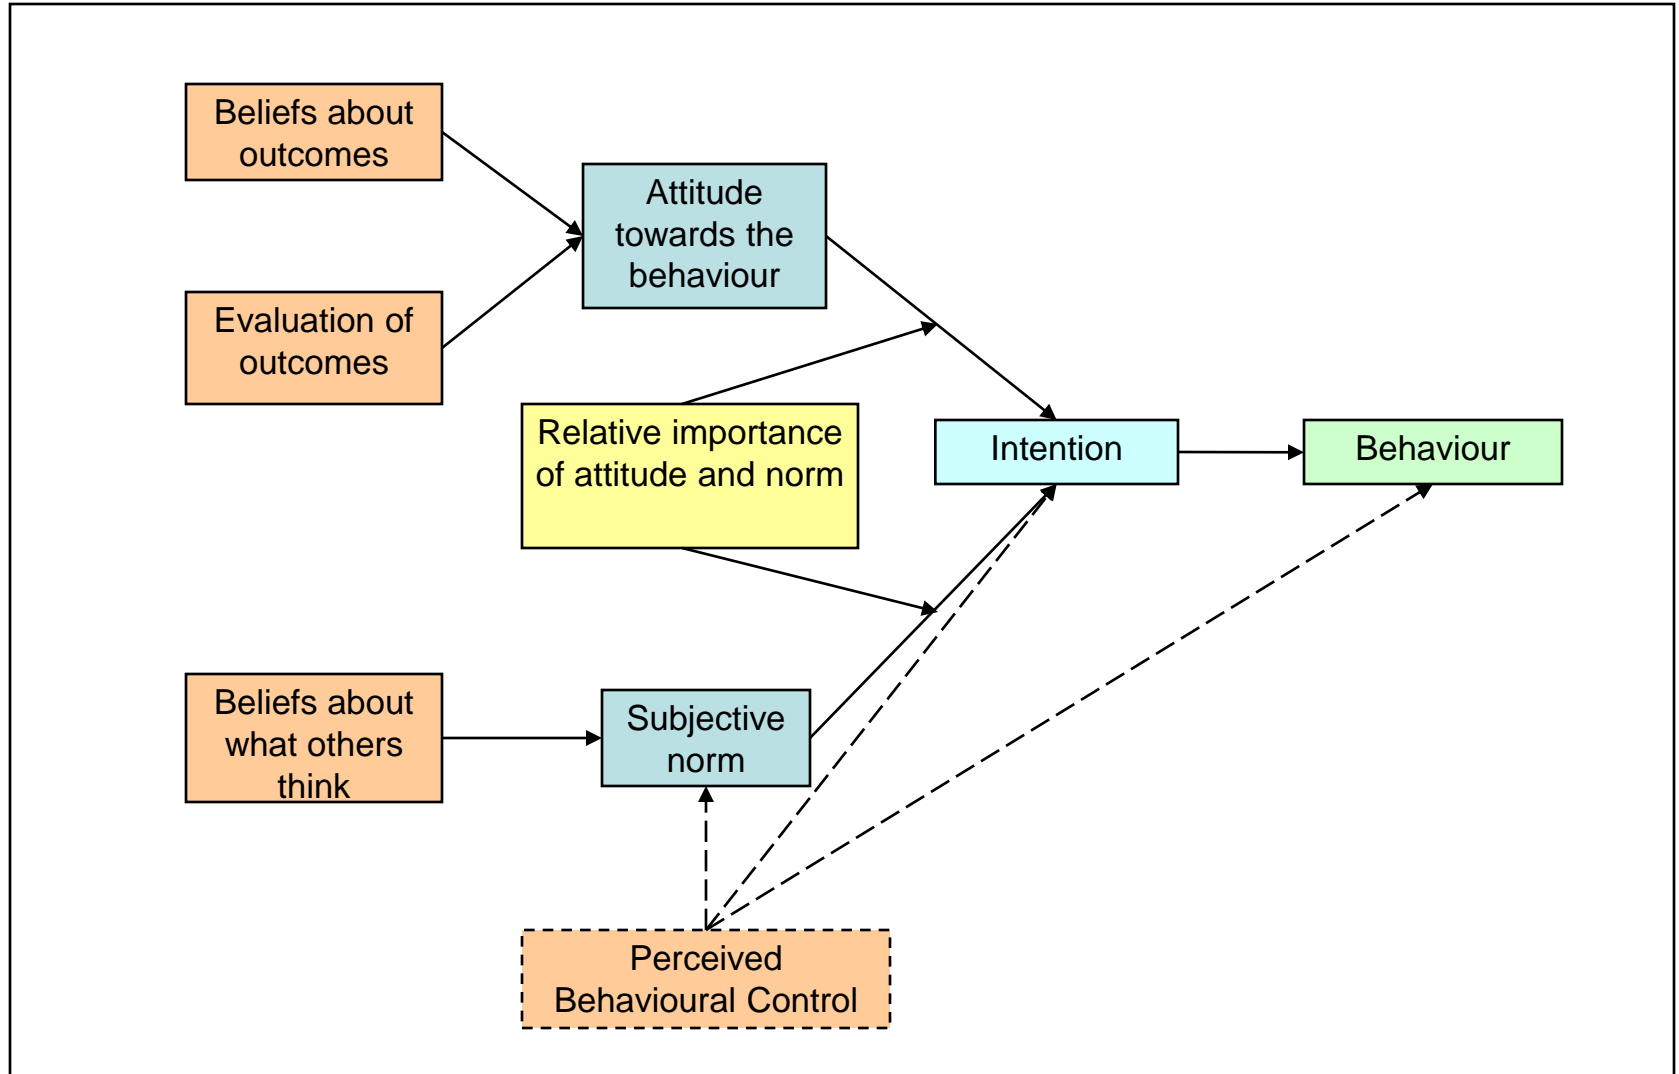 Beliefs about
outcomes
Attitude
towards the
behaviour
Evaluation of
outcomes
Relative importance
of attitude and norm
Intention
Behaviour
Beliefs about
what others
think
Subjective
norm
Perceived
Behavioural Control